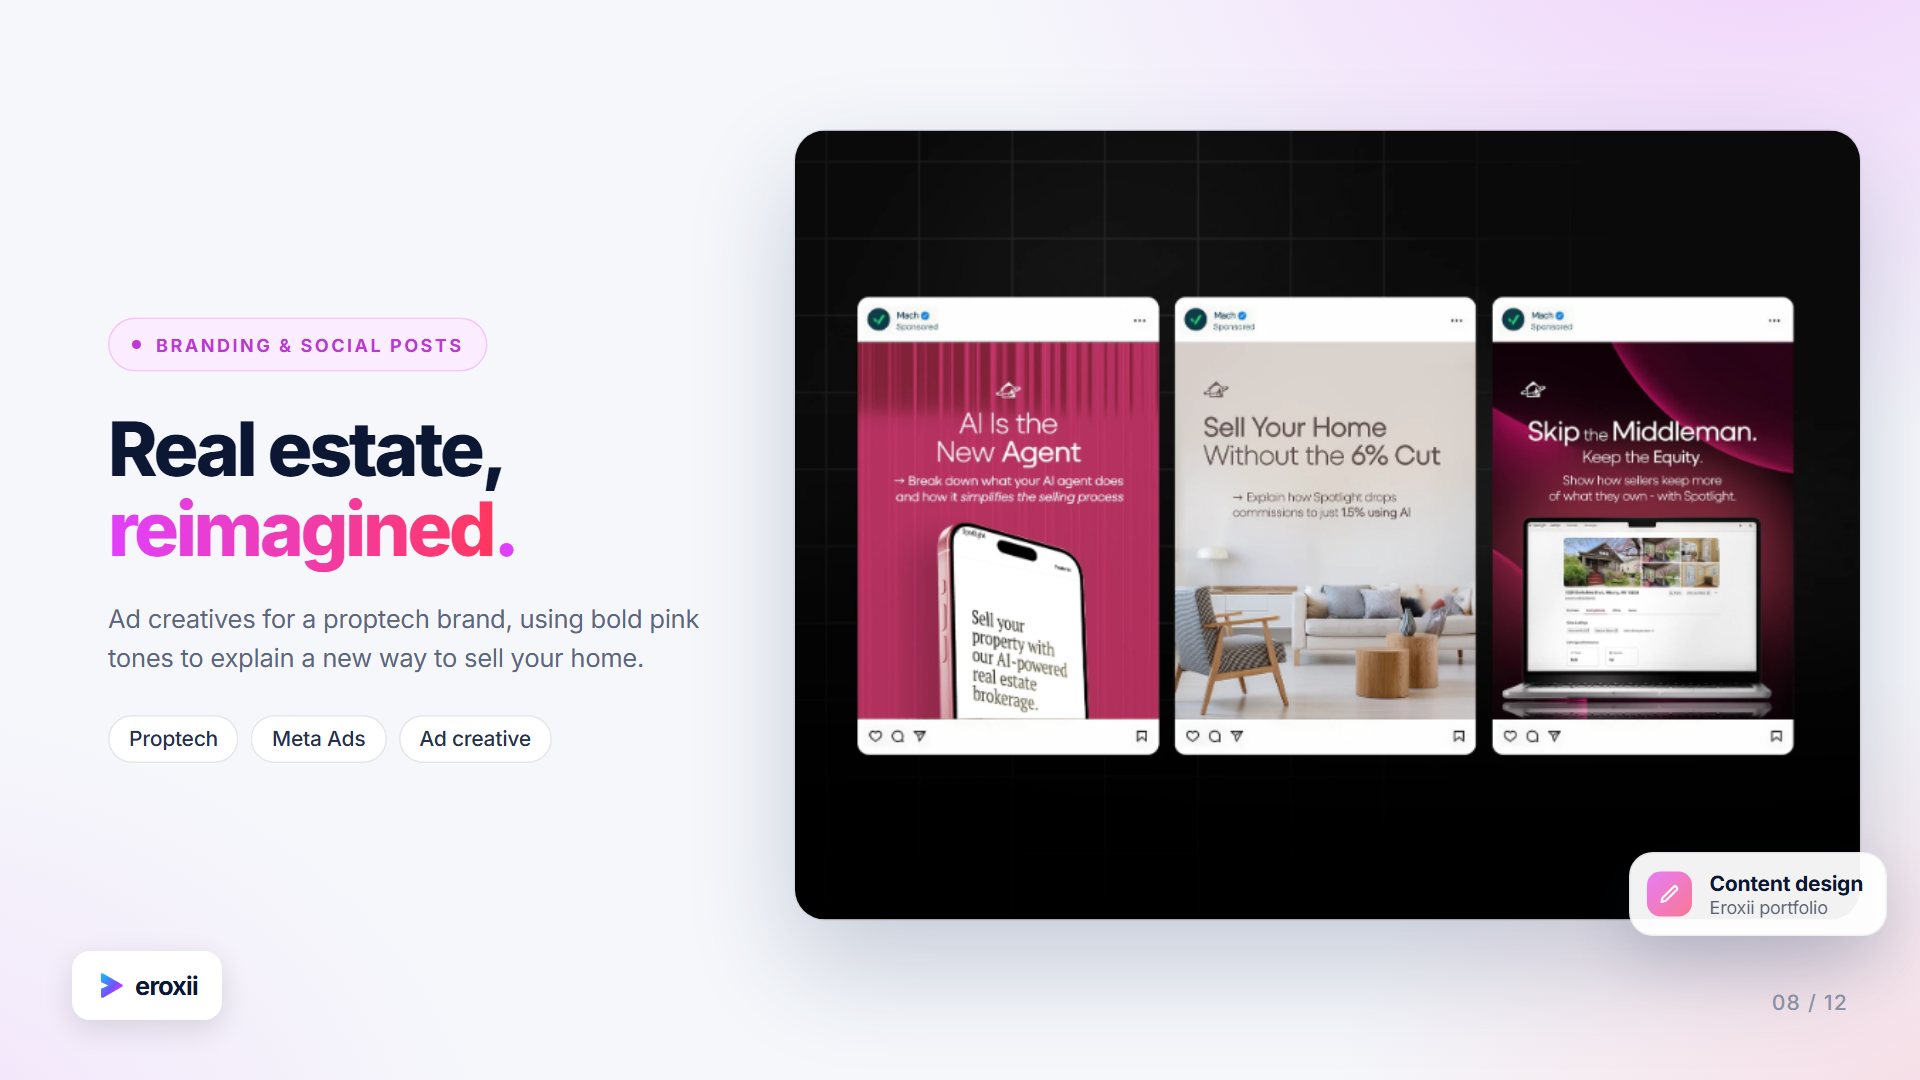 BRANDING & SOCIAL POSTS
Real estate,
reimagined.
Ad creatives for a proptech brand, using bold pink
tones to explain a new way to sell your home.
Proptech
Meta Ads
Ad creative
Mach
Sponsored
AI Is the
New Agent
→ Break down what your AI agent does
and how it simplifies the selling process
Spotlight
Sell your
property with
our AI-powered
real estate
brokerage.
Mach
Sponsored
Sell Your Home
Without the 6% Cut
→ Explain how Spotlight drops
commissions to just 1.5% using AI
Mach
Sponsored
Skip the Middleman.
Keep the Equity.
Show how sellers keep more
of what they own - with Spotlight.
Content design
Eroxii portfolio
eroxii
08 / 12